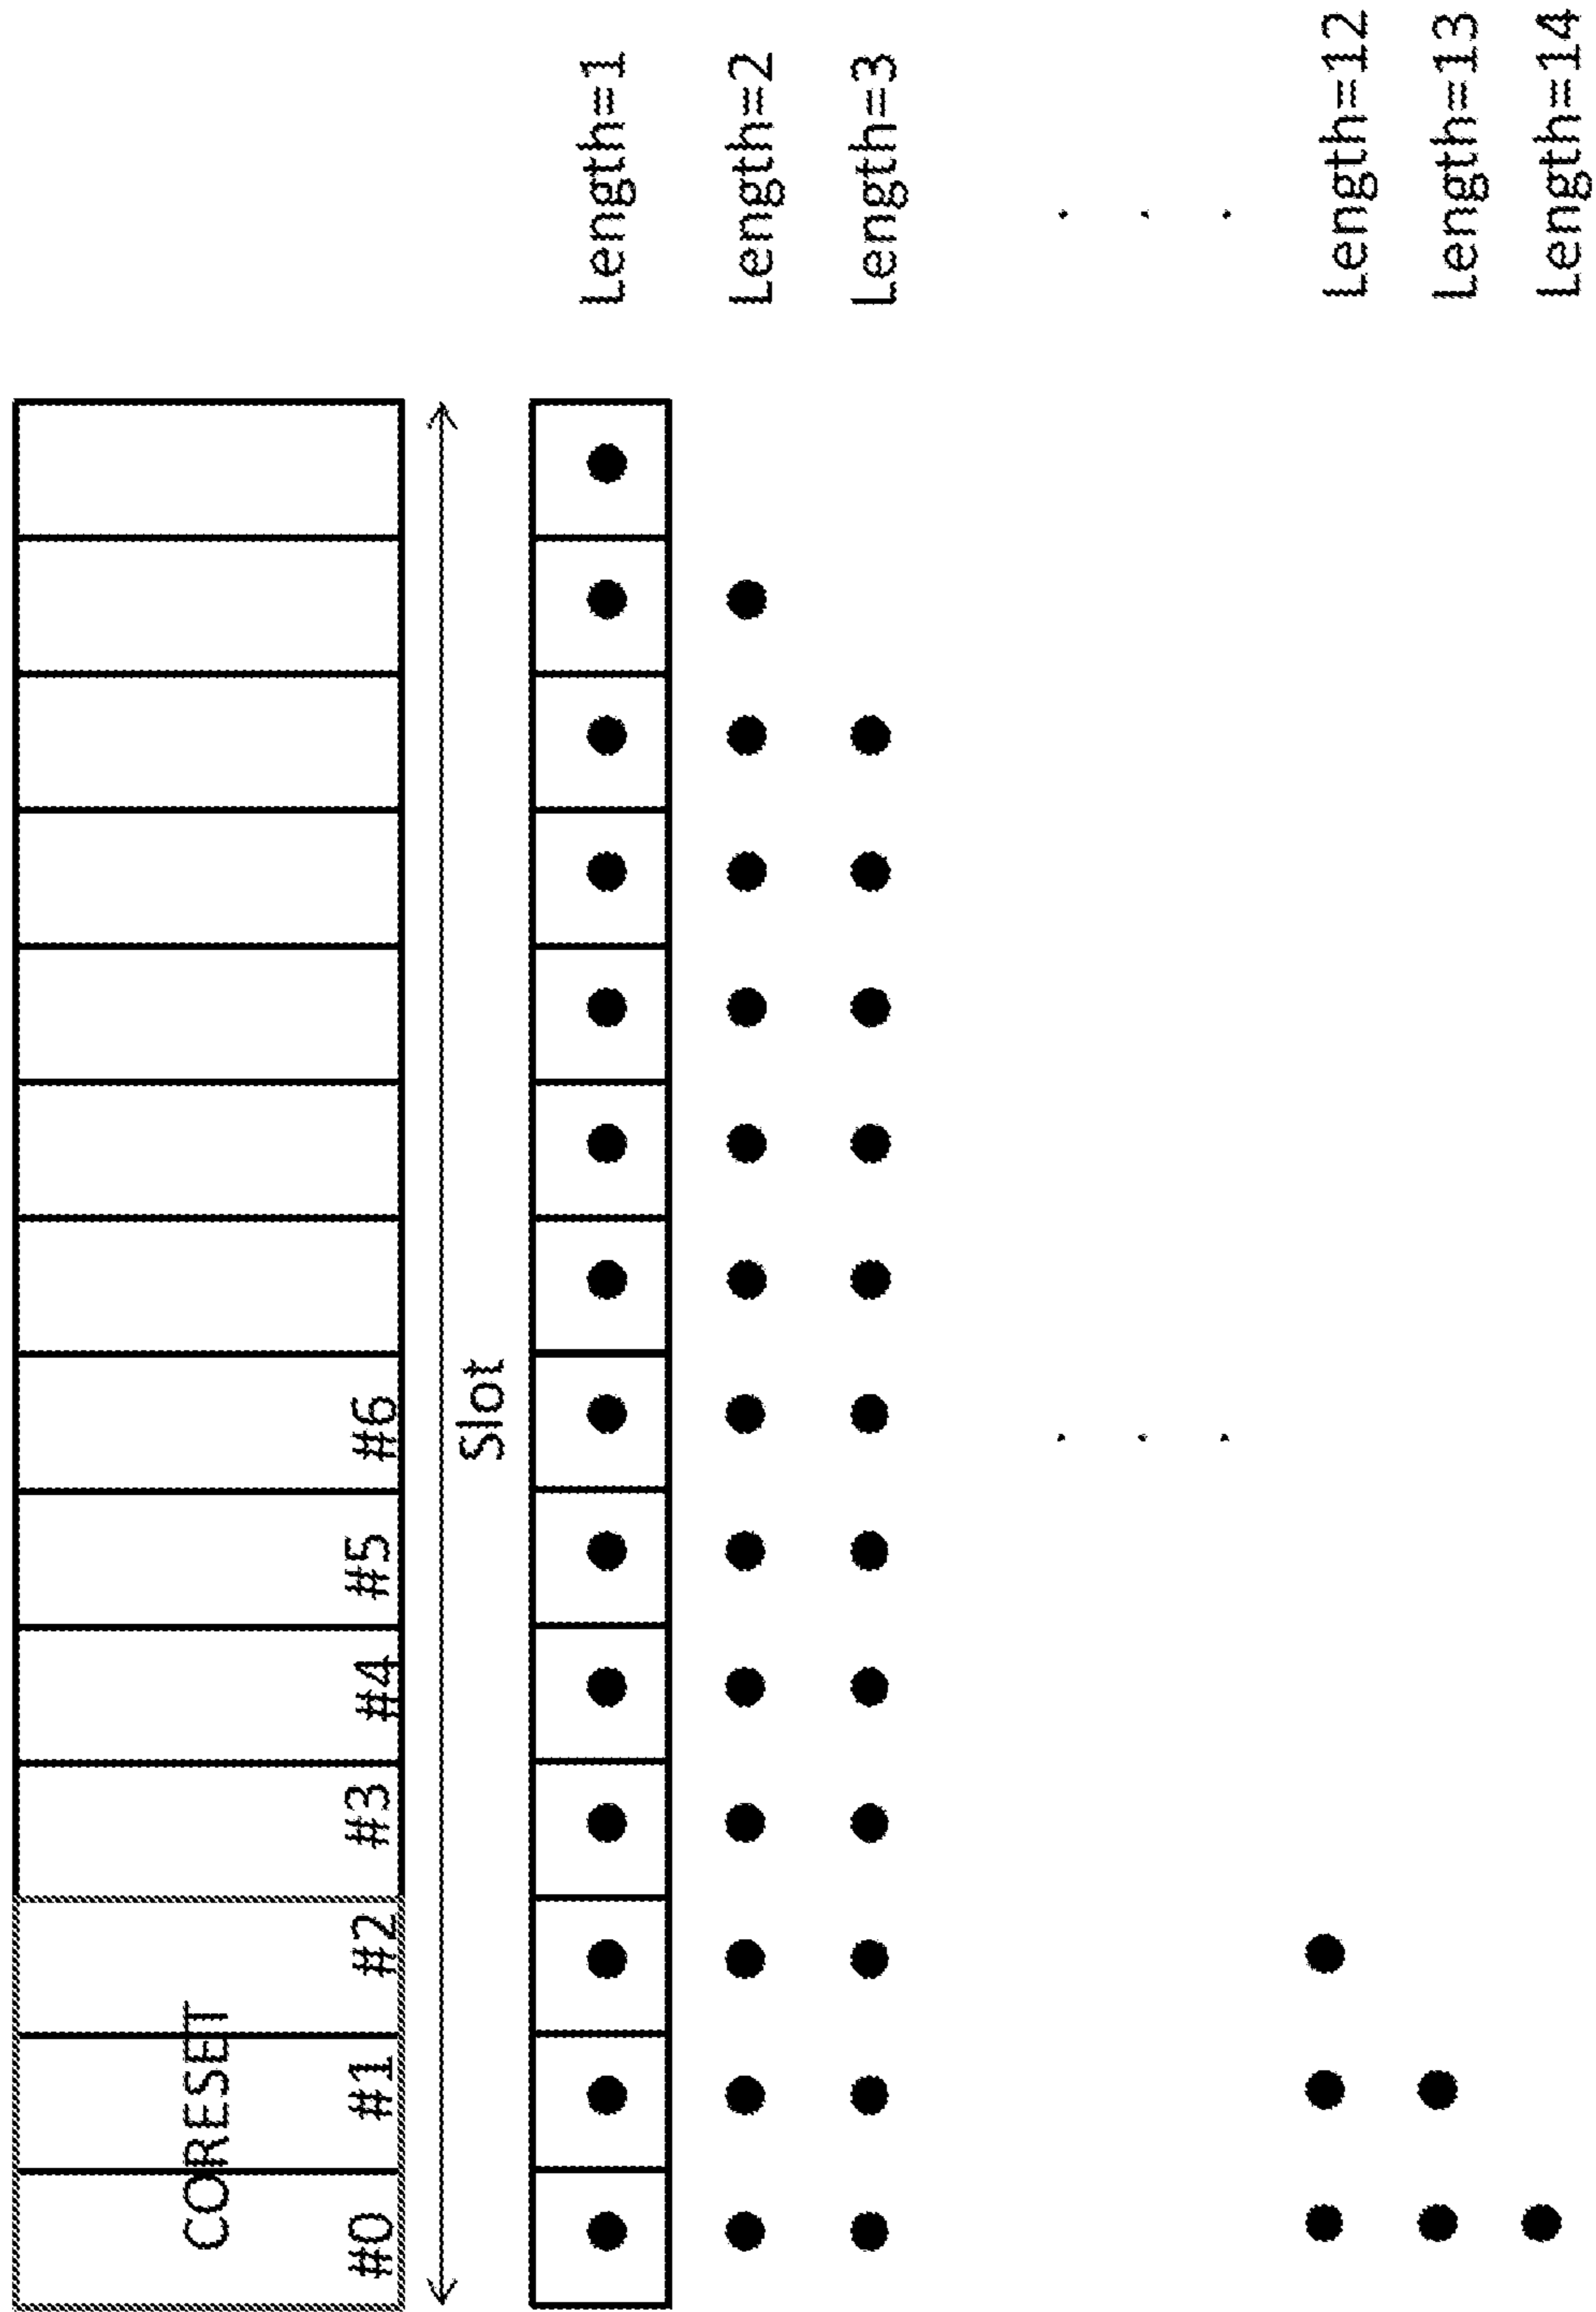 CORESET
#0 #1 #2 #3 #4 #5 #6
Slot
Length=1
Length=2
Length=3
Length=12
Length=13
Length=14